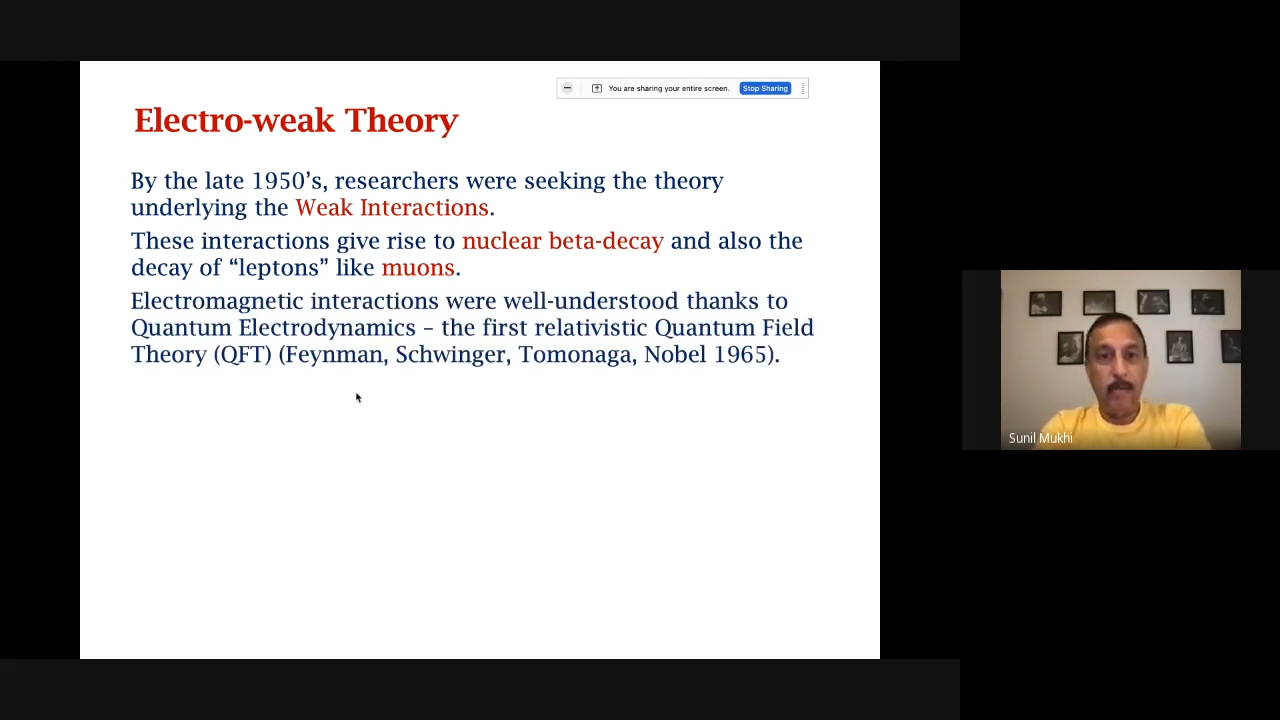 You are sharing your entire screen. Stop Sharing
Electro-weak Theory
By the late 1950’s, researchers were seeking the theory
underlying the Weak Interactions.
These interactions give rise to nuclear beta-decay and also the
decay of “leptons” like muons.
Electromagnetic interactions were well-understood thanks to
Quantum Electrodynamics – the first relativistic Quantum Field
Theory (QFT) (Feynman, Schwinger, Tomonaga, Nobel 1965).
Sunil Mukhi